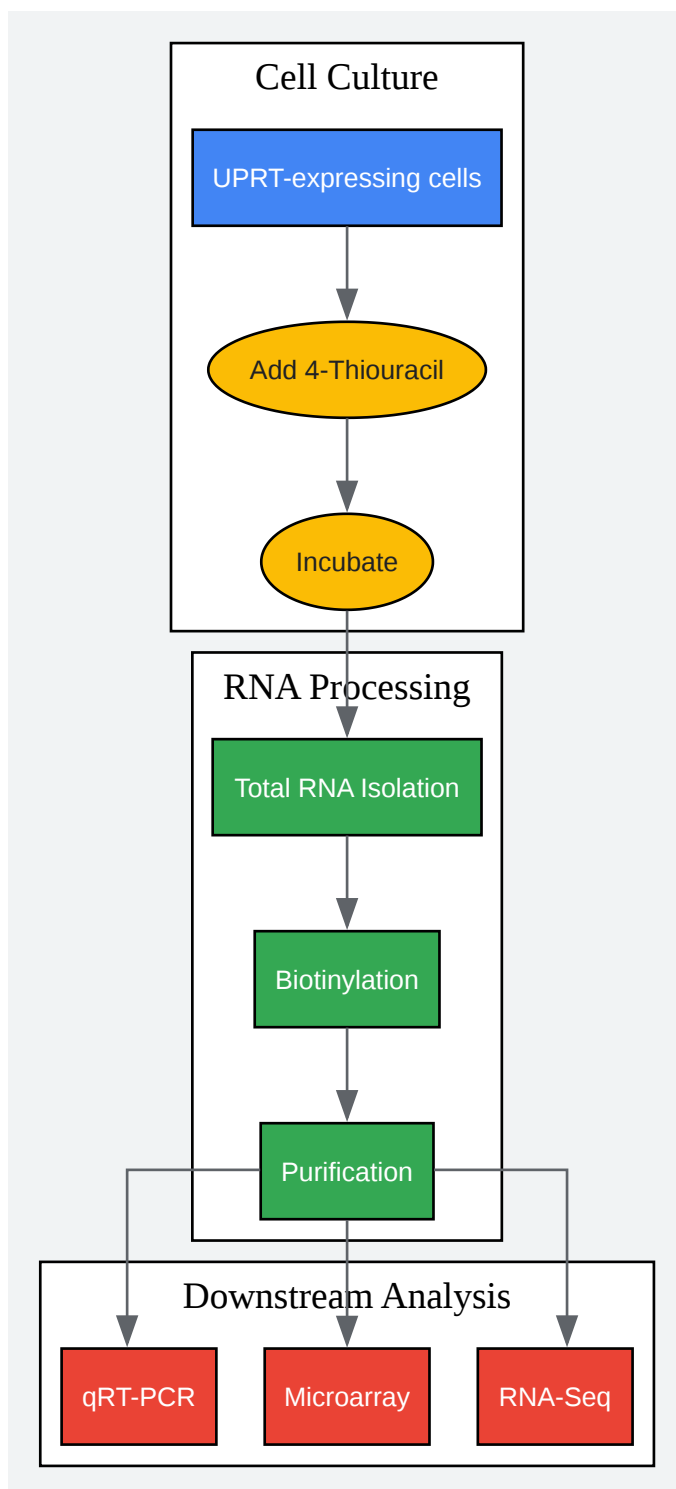 Cell Culture
UPRT-expressing cells
Add 4-Thiouracil
Incubate
RNA Processing
Total RNA Isolation
Biotinylation
Purification
Downstream Analysis
qRT-PCR
Microarray
RNA-Seq